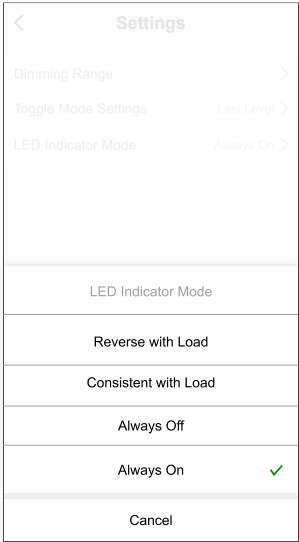 Settings
Dimming Range
Toggle Mode Settings Last Level
LED Indicator Mode Always On
LED Indicator Mode
Reverse with Load
Consistent with Load
Always Off
Always On
Cancel